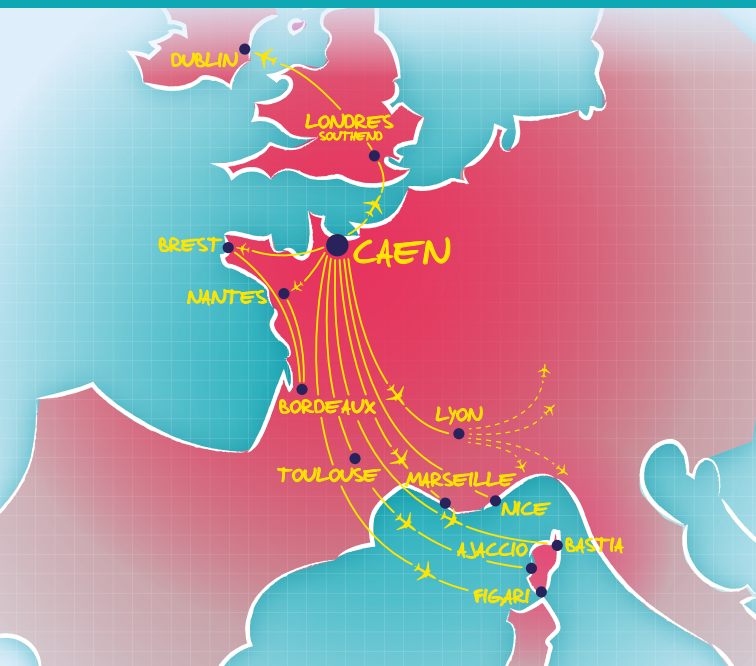 DUBLIN
LONDRES
SOUTHEND
BREST
CAEN
NANTES
BORDEAUX
LYON
TOULOUSE
MARSEILLE
NICE
AJACCIO
BASTIA
FIGARI